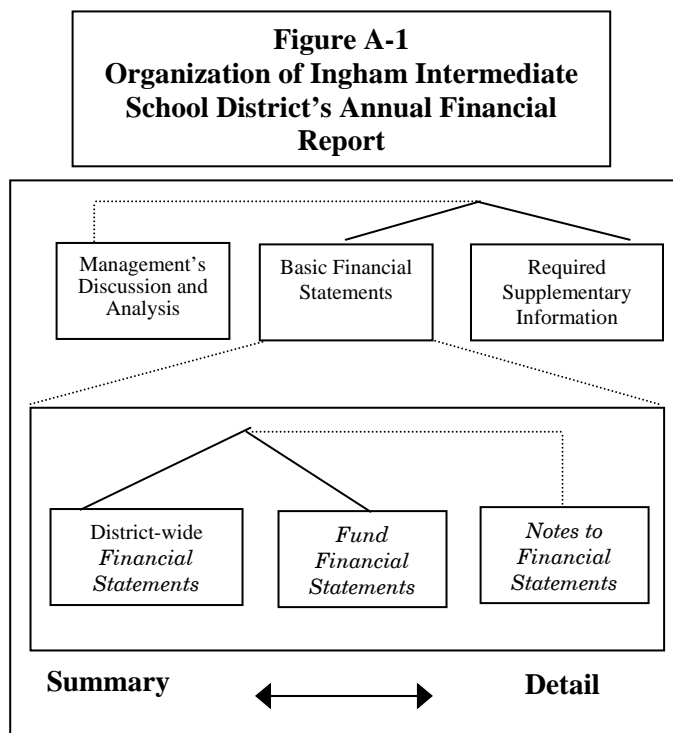 Figure A-1
Organization of Ingham Intermediate
School District's Annual Financial
Report
Management's
Discussion and
Analysis
Basic Financial
Statements
Required
Supplementary
Information
District-wide
Financial
Statements
Fund
Financial
Statements
Notes to
Financial
Statements
Summary
Detail